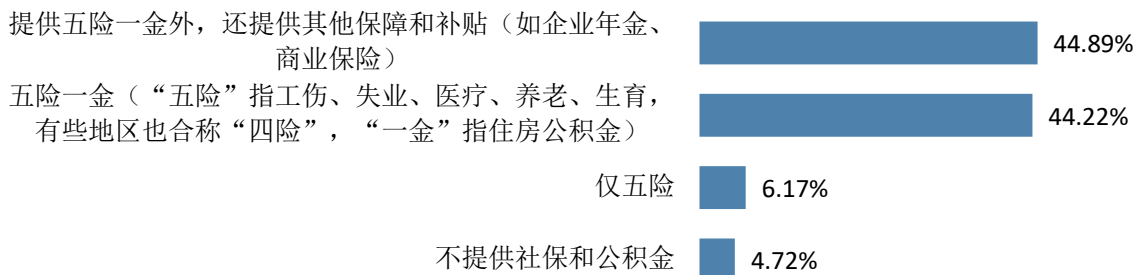 提供五险一金外，还提供其他保障和补贴（如企业年金、
商业保险）
44.89%
五险一金（“五险”指工伤、失业、医疗、养老、生育，
有些地区也合称“四险”，“一金”指住房公积金）
44.22%
仅五险
6.17%
不提供社保和公积金
4.72%